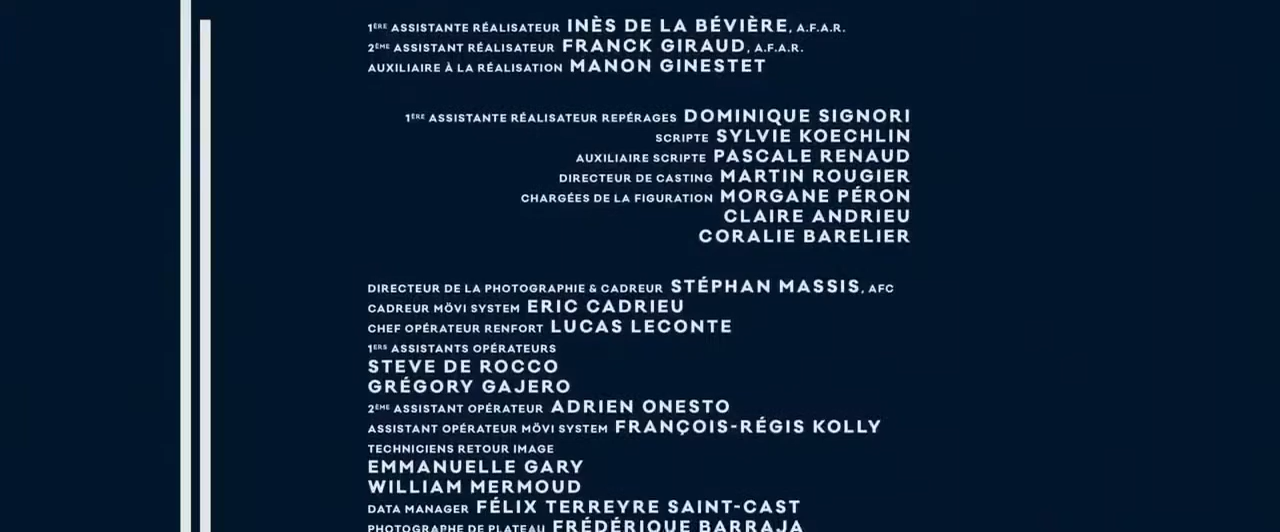 1ÈRE ASSISTANTE RÉALISATEUR INÈS DE LA BÉVIÈRE, A.F.A.R.
2ÈME ASSISTANT RÉALISATEUR FRANCK GIRAUD, A.F.A.R.
AUXILIAIRE À LA RÉALISATION MANON GINESTET
1ÈRE ASSISTANTE RÉALISATEUR REPÉRAGES DOMINIQUE SIGNORI
SCRIPTE SYLVIE KOECHLIN
AUXILIAIRE SCRIPTE PASCALE RENAUD
DIRECTEUR DE CASTING MARTIN ROUGIER
CHARGÉES DE LA FIGURATION MORGANE PÉRON
CLAIRE ANDRIEU
CORALIE BARELIER
DIRECTEUR DE LA PHOTOGRAPHIE & CADREUR STÉPHAN MASSIS, AFC
CADREUR MÖVI SYSTEM ERIC CADRIEU
CHEF OPÉRATEUR RENFORT LUCAS LECONTE
1ERS ASSISTANTS OPÉRATEURS
STEVE DE ROCCO
GRÉGORY GAJERO
2ÈME ASSISTANT OPÉRATEUR ADRIEN ONESTO
ASSISTANT OPÉRATEUR MÖVI SYSTEM FRANÇOIS-RÉGIS KOLLY
TECHNICIENS RETOUR IMAGE
EMMANUELLE GARY
WILLIAM MERMOUD
DATA MANAGER FÉLIX TERREYRE SAINT-CAST
PHOTOGRAPHE DE PLATEAU FRÉDÉRIQUE BARRAJA